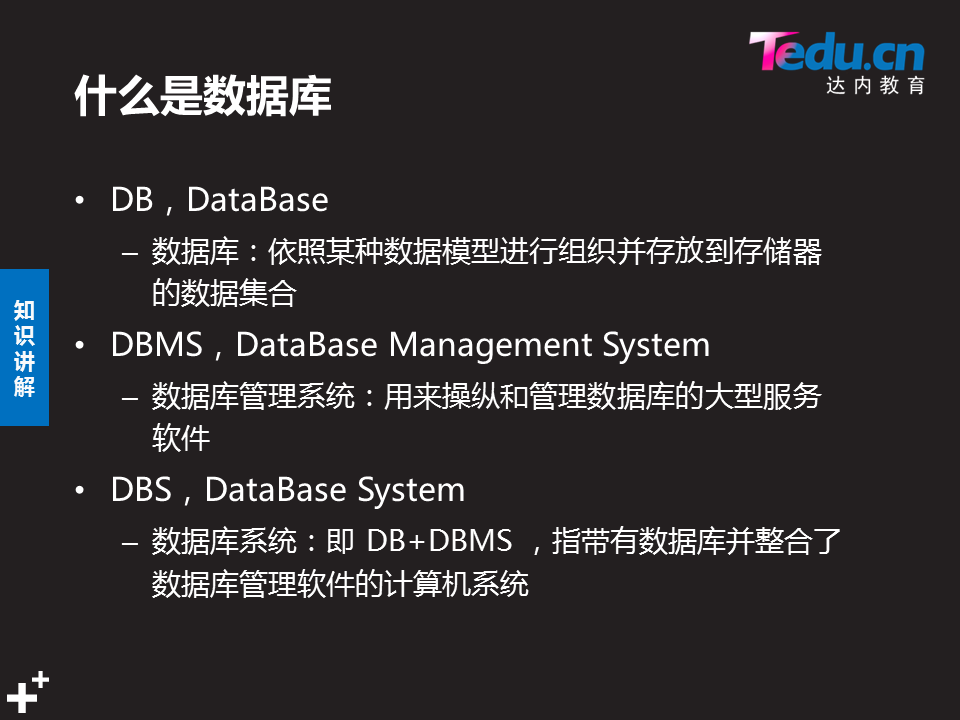 Tedu.cn
达内教育
什么是数据库
• DB，DataBase
– 数据库：依照某种数据模型进行组织并存放到存储器
的数据集合
• DBMS，DataBase Management System
– 数据库管理系统：用来操纵和管理数据库的大型服务
软件
• DBS，DataBase System
– 数据库系统：即 DB+DBMS ，指带有数据库并整合了
数据库管理软件的计算机系统
知识讲解